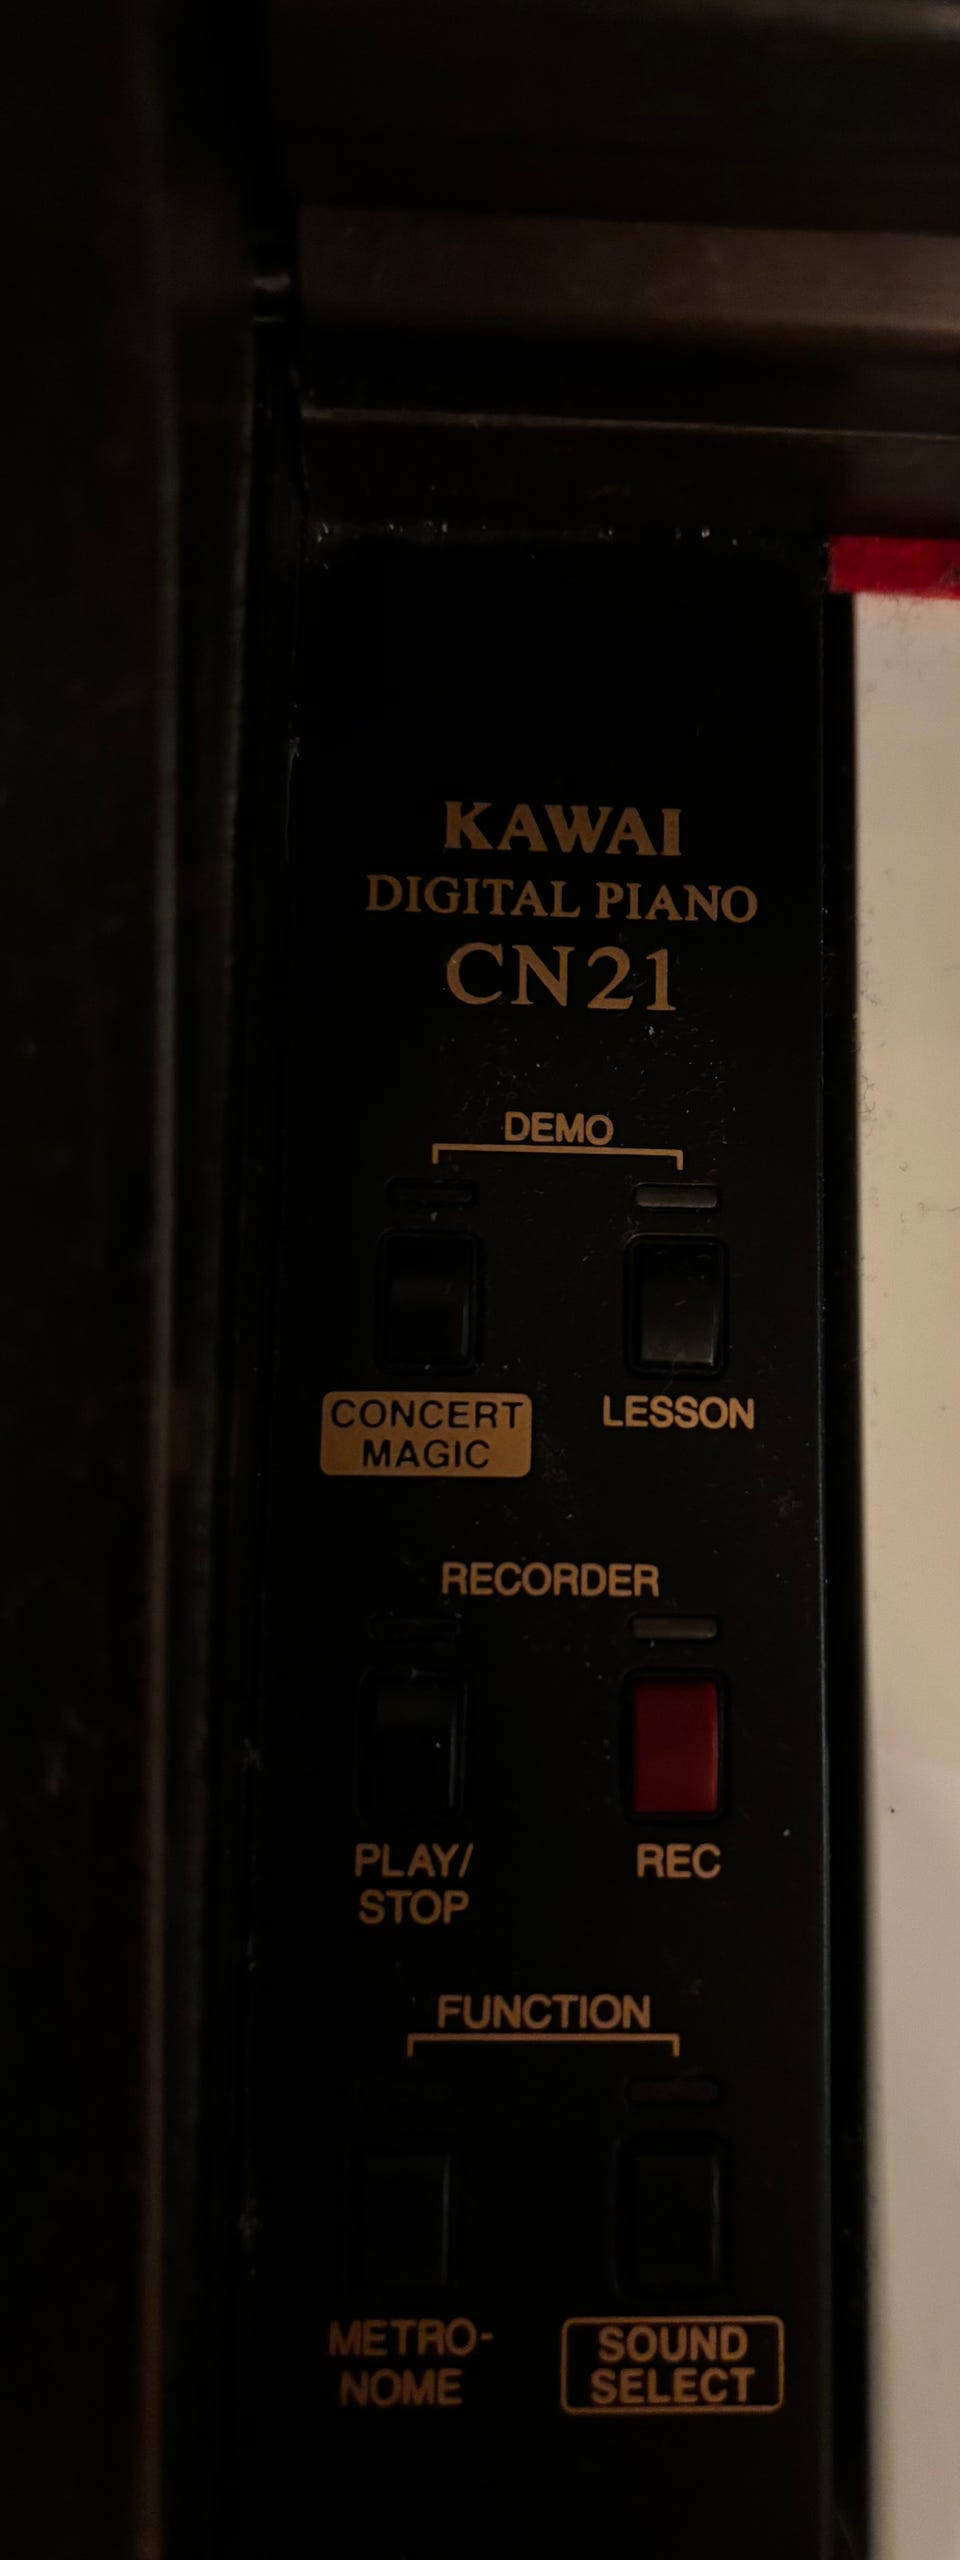 KAWAI
DIGITAL PIANO
CN21
DEMO
CONCERT
MAGIC
LESSON
RECORDER
PLAY/
STOP
REC
FUNCTION
METRO-
NOME
SOUND
SELECT